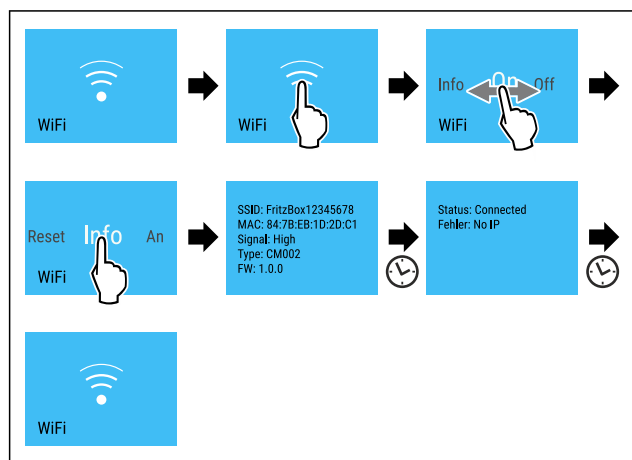 WiFi
WiFi
Info On Off
WiFi
Reset Info An
WiFi
SSID: FritzBox12345678
MAC: 84:7B:EB:1D:2D:C1
Signal: High
Type: CM002
FW: 1.0.0
Status: Connected
Fehler: No IP
WiFi